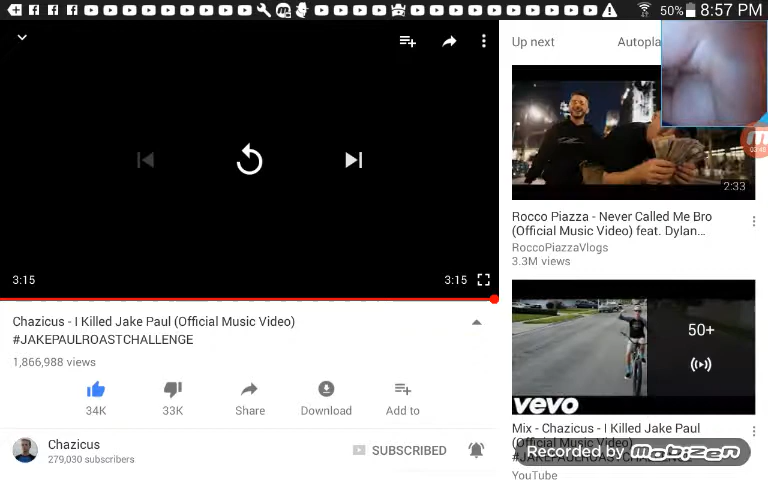 50% 8:57 PM
Up next Autopla
00:48
2:33
Rocco Piazza - Never Called Me Bro
(Official Music Video) feat. Dylan...
RoccoPiazzaVlogs
3.3M views
3:15 3:15
Chazicus - I Killed Jake Paul (Official Music Video)
#JAKEPAULROASTCHALLENGE
1,866,988 views
34K 33K Share Download Add to
Chazicus
279,030 subscribers
SUBSCRIBED
50+
vevo
Mix - Chazicus - I Killed Jake Paul
(Official Music Video)
#JAKEPAULROASTCHALLENGE
YouTube
Recorded by Mobizen